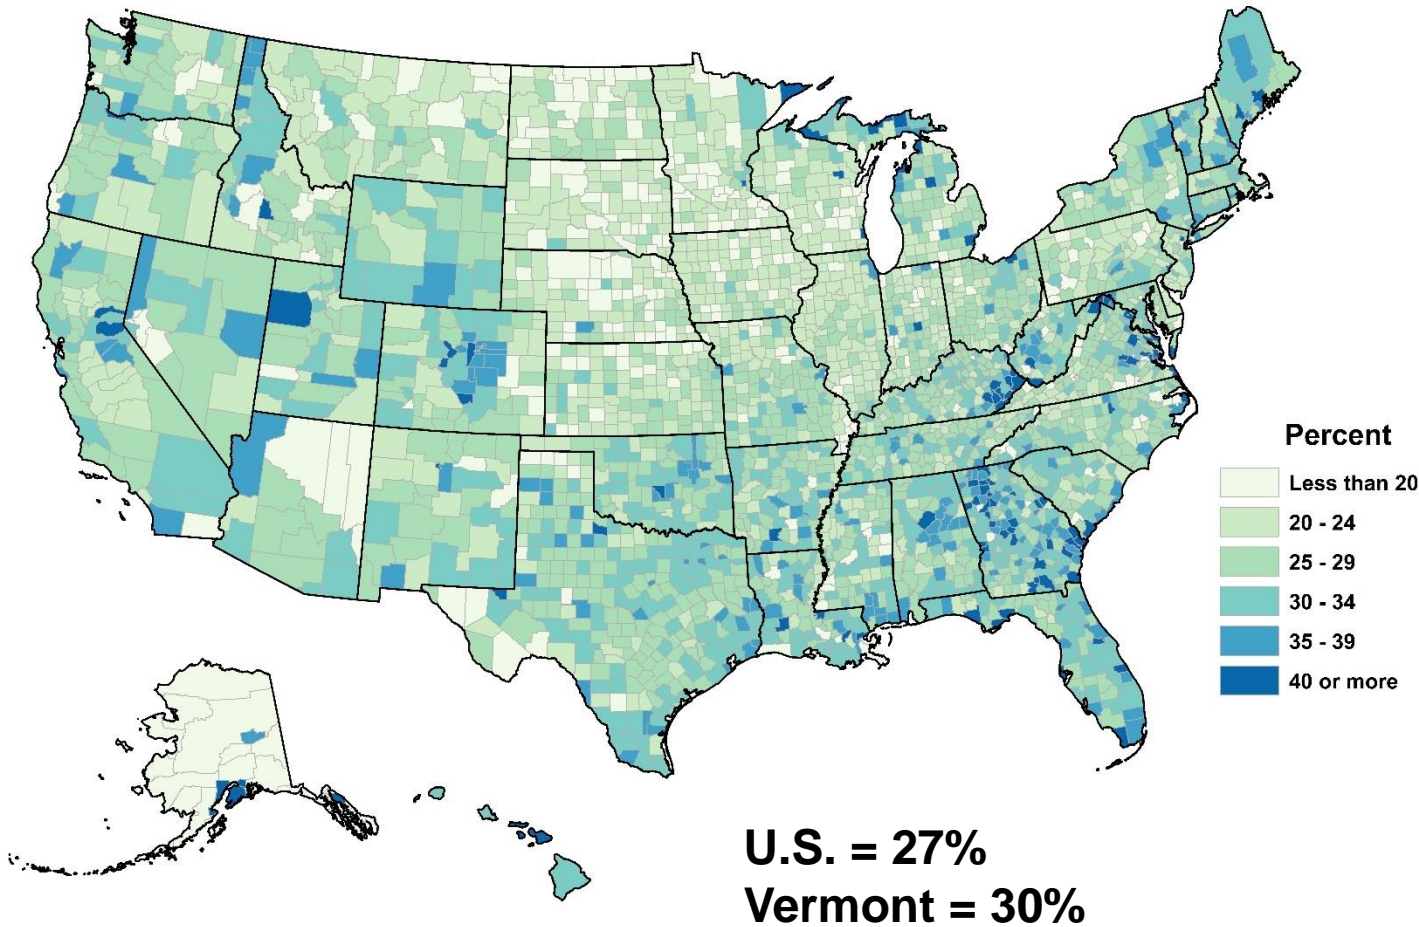 Percent
Less than 20
20 - 24
25 - 29
30 - 34
35 - 39
40 or more
U.S. = 27%
Vermont = 30%